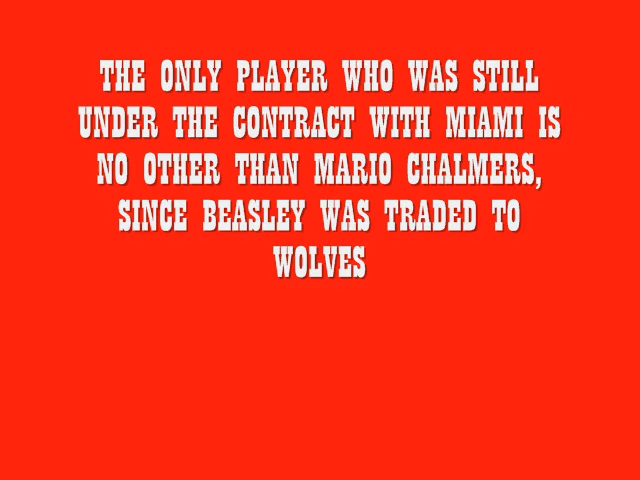 THE ONLY PLAYER WHO WAS STILL
UNDER THE CONTRACT WITH MIAMI IS
NO OTHER THAN MARIO CHALMERS,
SINCE BEASLEY WAS TRADED TO
WOLVES